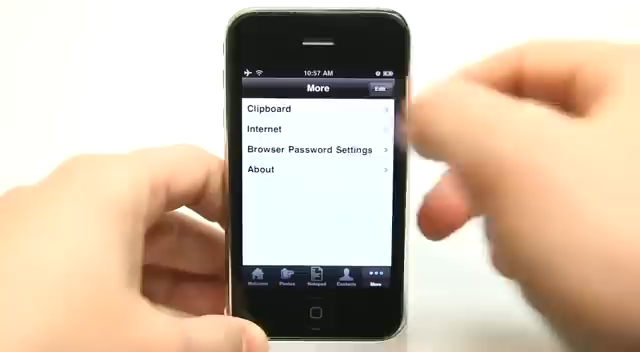 10:57 AM
More
Edit
Clipboard
Internet
Browser Password Settings
About
Welcome
Photos
Notepad
Contacts
More